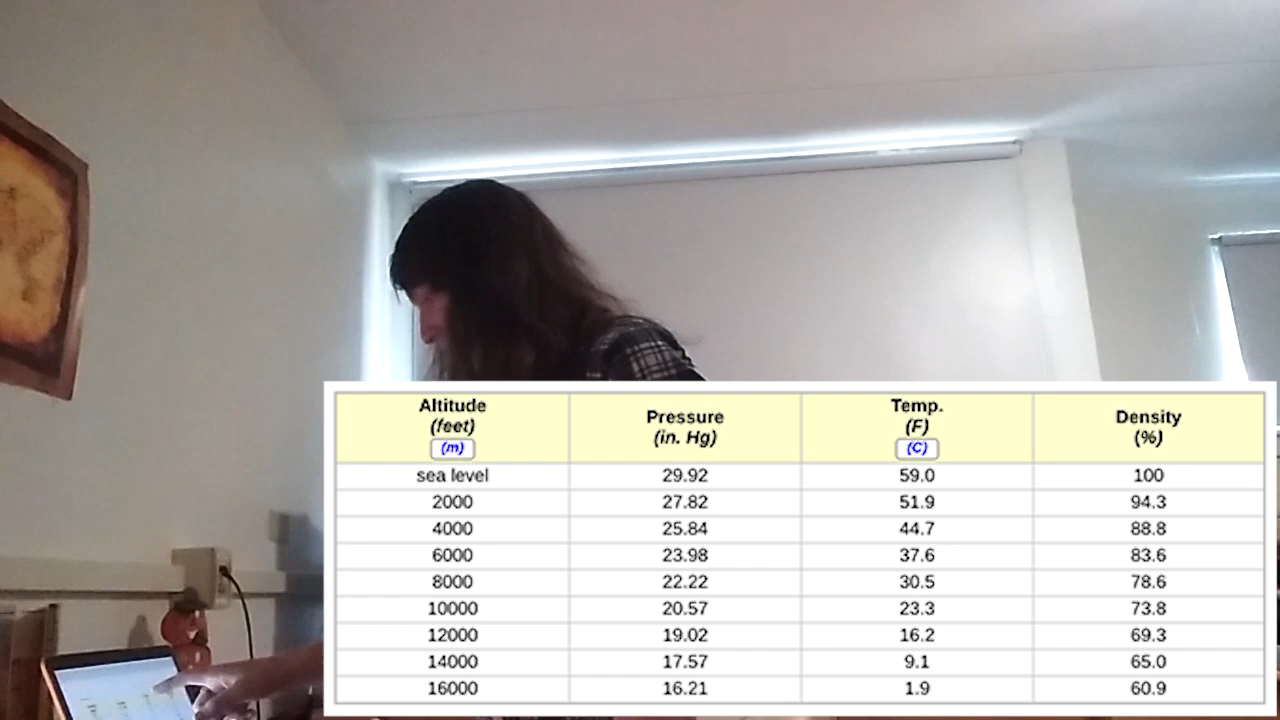 Altitude Pressure Temp. Density
(feet) (in. Hg) (F) (%)
(m) (C)
sea level 29.92 59.0 100
2000 27.82 51.9 94.3
4000 25.84 44.7 88.8
6000 23.98 37.6 83.6
8000 22.22 30.5 78.6
10000 20.57 23.3 73.8
12000 19.02 16.2 69.3
14000 17.57 9.1 65.0
16000 16.21 1.9 60.9